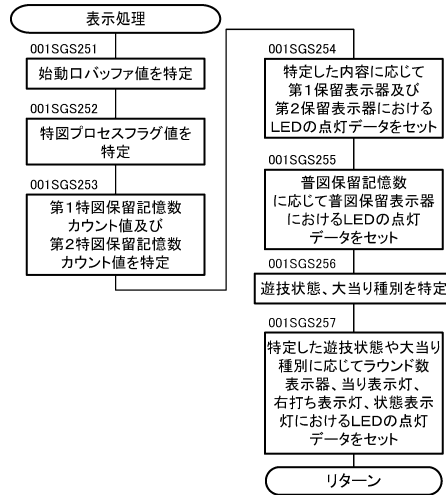 表示処理
001SGS251
始動口バッファ値を特定
001SGS252
特図プロセスフラグ値を
特定
001SGS253
第1特図保留記憶数
カウント値及び
第2特図保留記憶数
カウント値を特定
001SGS254
特定した内容に応じて
第1保留表示器及び
第2保留表示器における
LEDの点灯データをセット
001SGS255
普図保留記憶数
に応じて普図保留表示器
におけるLEDの点灯
データをセット
001SGS256
遊技状態、大当り種別を特定
001SGS257
特定した遊技状態や大当り
種別に応じてラウンド数
表示器、当り表示灯、
右打ち表示灯、状態表示
灯におけるLEDの点灯
データをセット
リターン